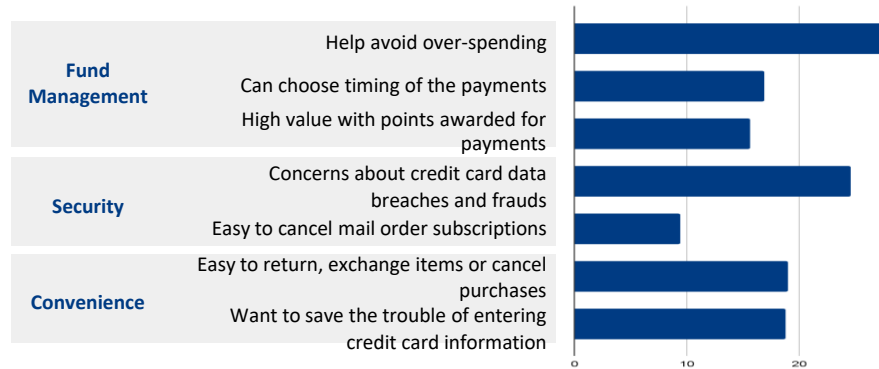 Fund
Management
Help avoid over-spending
Can choose timing of the payments
High value with points awarded for
payments
Security
Concerns about credit card data
breaches and frauds
Easy to cancel mail order subscriptions
Convenience
Easy to return, exchange items or cancel
purchases
Want to save the trouble of entering
credit card information
0 10 20